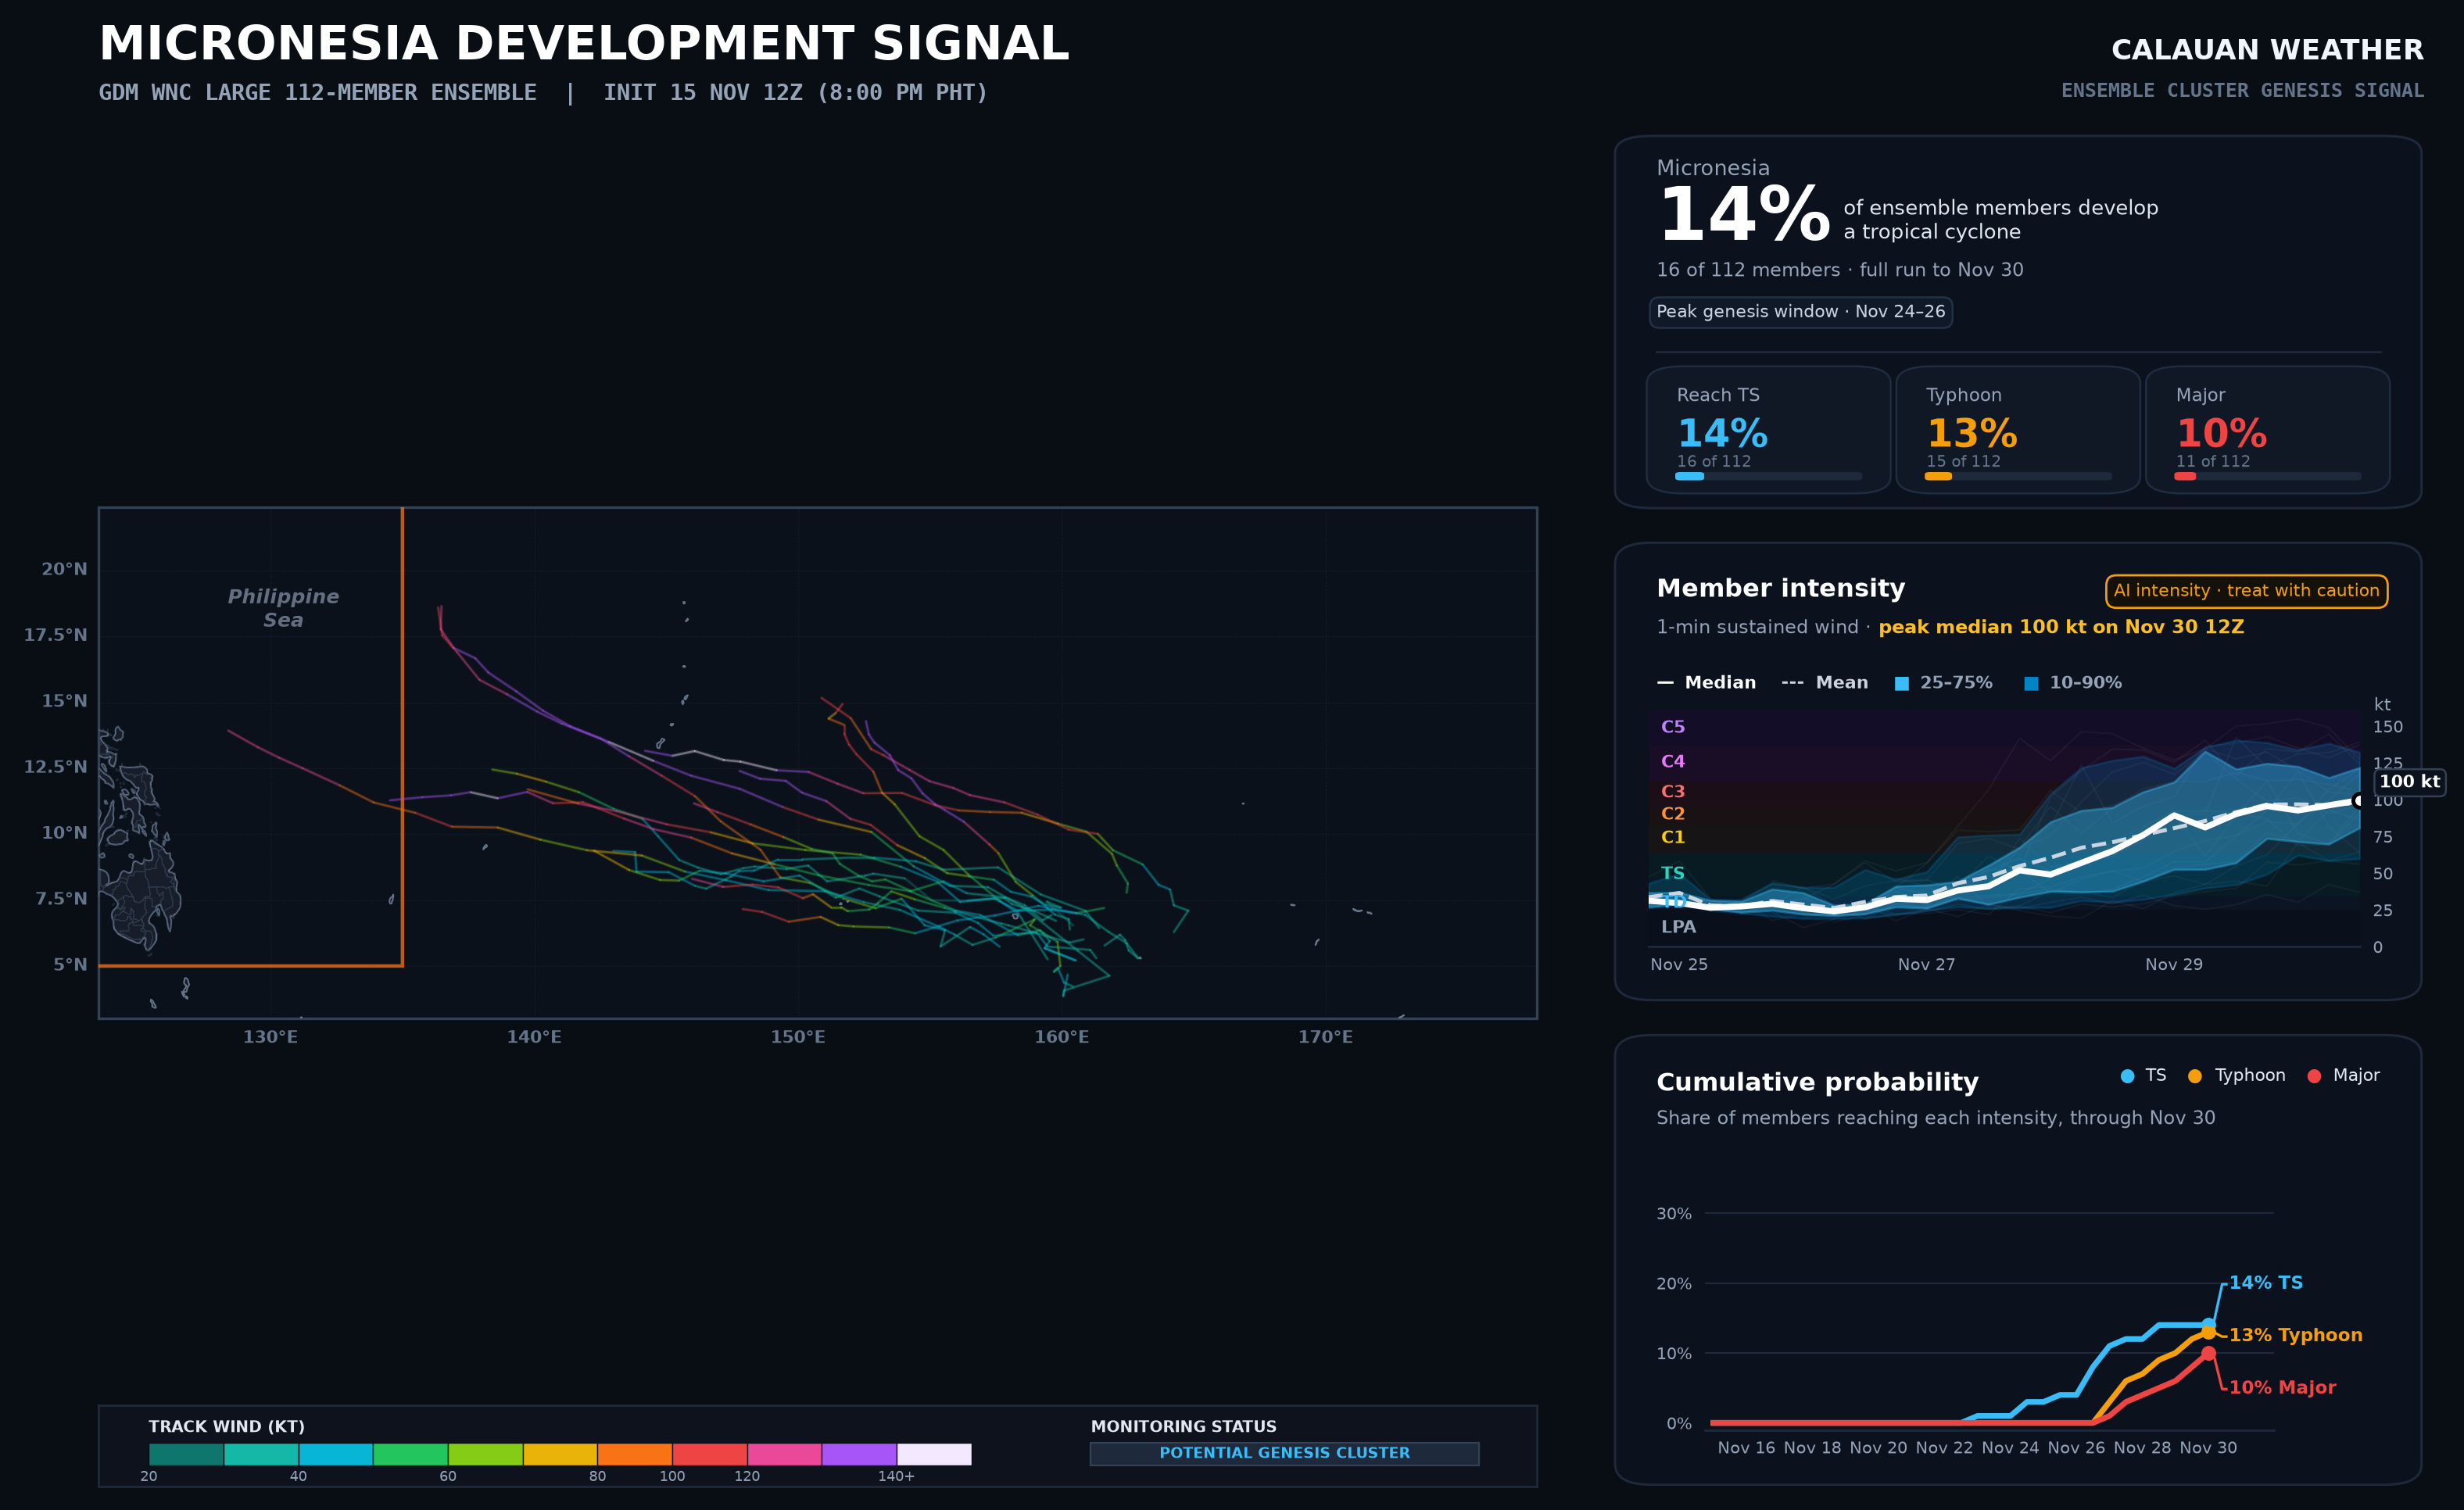 MICRONESIA DEVELOPMENT SIGNAL
GDM WNC LARGE 112-MEMBER ENSEMBLE | INIT 15 NOV 12Z (8:00 PM PHT)
CALAUAN WEATHER
ENSEMBLE CLUSTER GENESIS SIGNAL
Micronesia
14% of ensemble members develop
a tropical cyclone
16 of 112 members · full run to Nov 30
Peak genesis window · Nov 24–26
Reach TS
14%
16 of 112
Typhoon
13%
15 of 112
Major
10%
11 of 112
20°N
17.5°N
15°N
12.5°N
10°N
7.5°N
5°N
Philippine
Sea
130°E 140°E 150°E 160°E 170°E
Member intensity
AI intensity · treat with caution
1-min sustained wind · peak median 100 kt on Nov 30 12Z
Median Mean 25–75% 10–90%
kt
C5
C4
C3
C2
C1
TS
TD
LPA
150
125
100 kt
100
75
50
25
0
Nov 25 Nov 27 Nov 29
Cumulative probability
TS Typhoon Major
Share of members reaching each intensity, through Nov 30
30%
20%
10%
0%
14% TS
13% Typhoon
10% Major
Nov 16 Nov 18 Nov 20 Nov 22 Nov 24 Nov 26 Nov 28 Nov 30
TRACK WIND (KT)
20 40 60 80 100 120 140+
MONITORING STATUS
POTENTIAL GENESIS CLUSTER